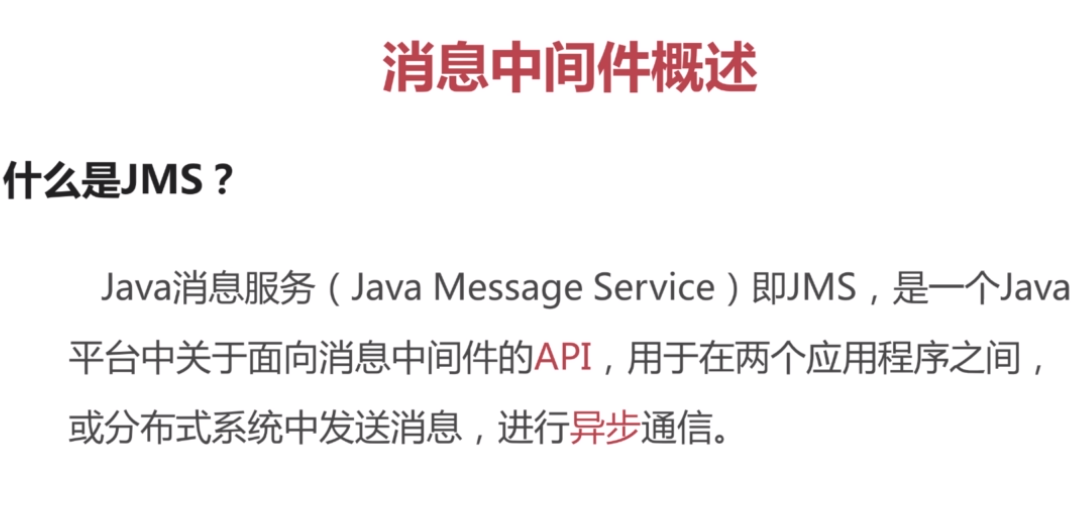 消息中间件概述
什么是JMS？
Java消息服务（Java Message Service）即JMS，是一个Java
平台中关于面向消息中间件的API，用于在两个应用程序之间，
或分布式系统中发送消息，进行异步通信。